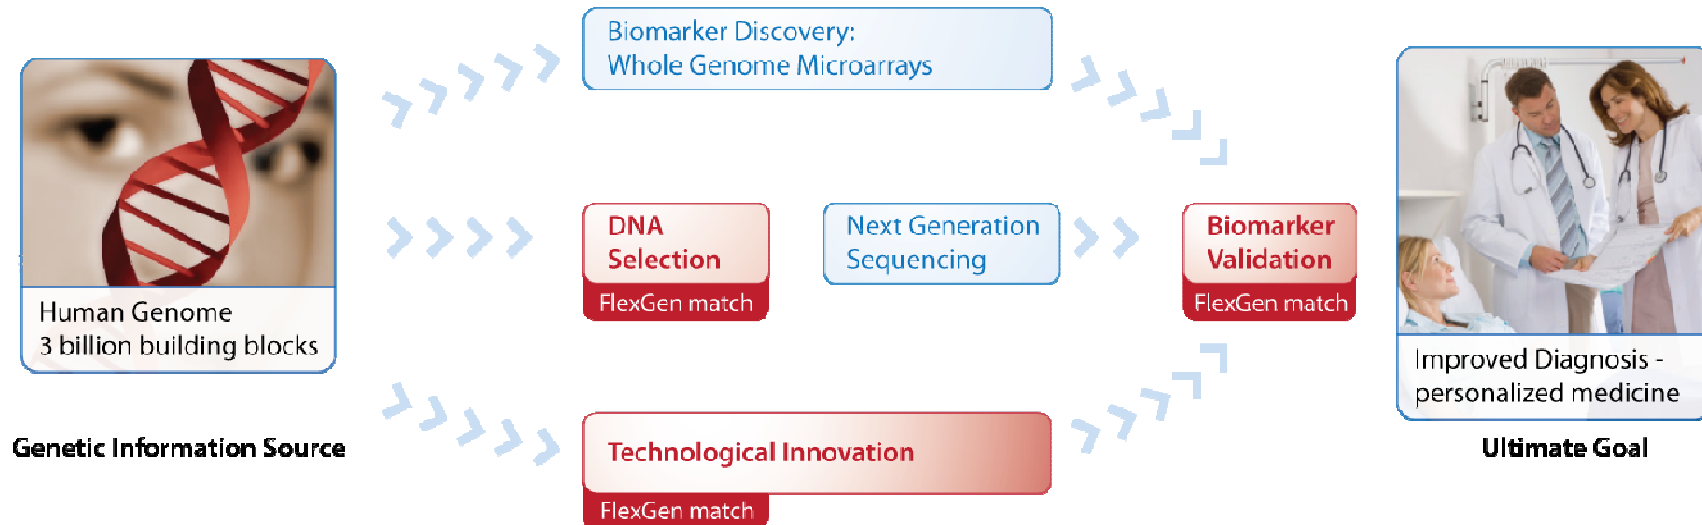 Biomarker Discovery:
Whole Genome Microarrays
Human Genome
3 billion building blocks
Genetic Information Source
DNA
Selection
FlexGen match
Next Generation
Sequencing
Biomarker
Validation
FlexGen match
Technological Innovation
FlexGen match
Improved Diagnosis -
personalized medicine
Ultimate Goal